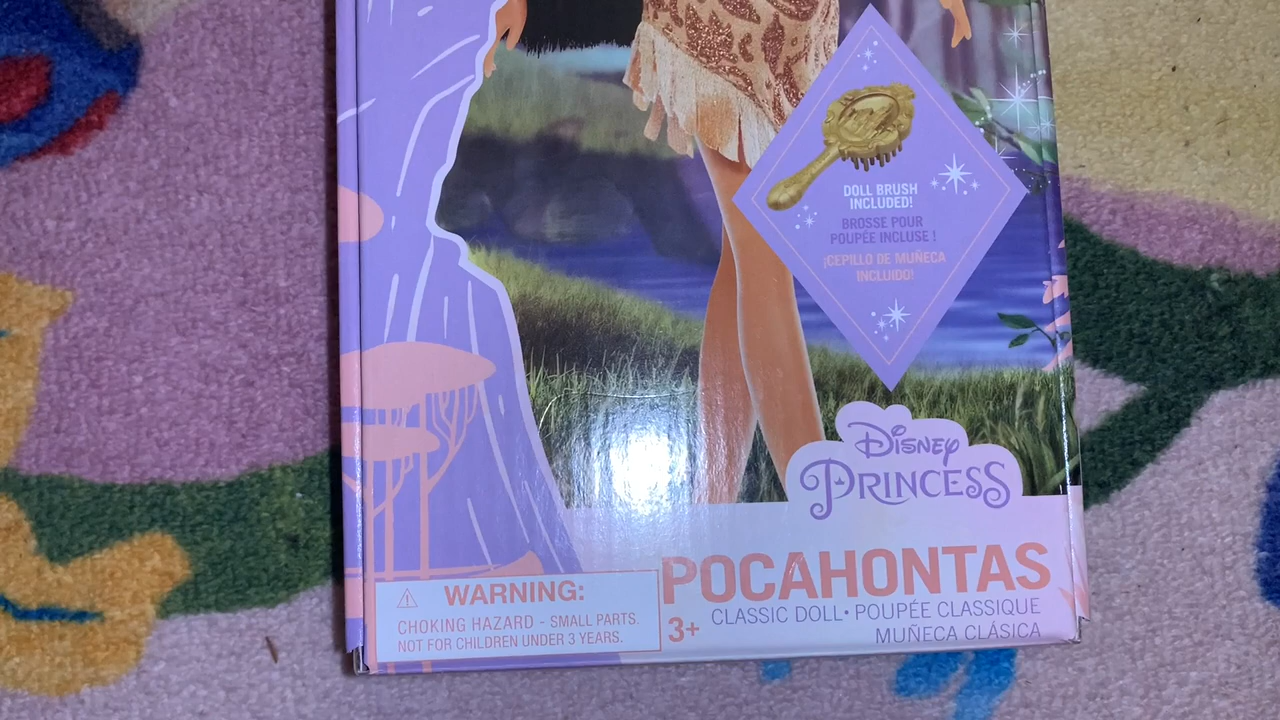 DOLL BRUSH
INCLUDED!
BROSSE POUR
POUPÉE INCLUSE !
¡CEPILLO DE MUÑECA
INCLUIDO!
Disney
PRINCESS
POCAHONTAS
3+ CLASSIC DOLL • POUPÉE CLASSIQUE
MUÑECA CLÁSICA
WARNING:
CHOKING HAZARD - SMALL PARTS.
NOT FOR CHILDREN UNDER 3 YEARS.